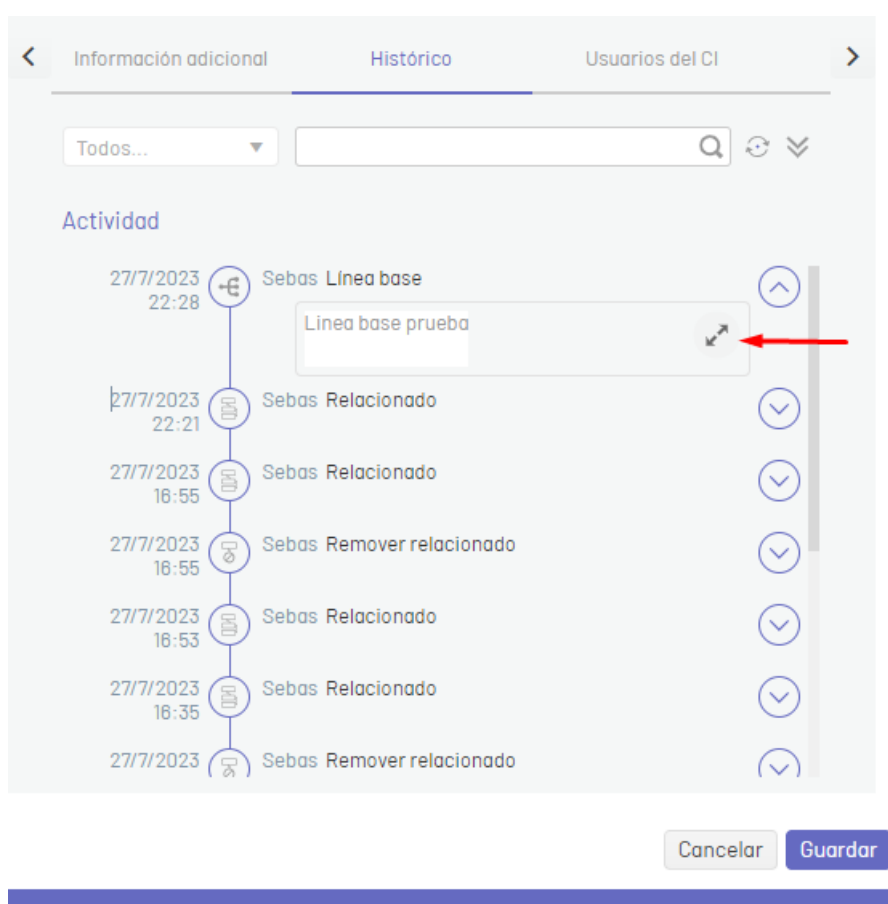 Información adicional Histórico Usuarios del CI
Todos...
Actividad
27/7/2023 Sebas Línea base
22:28
Linea base prueba
27/7/2023 Sebas Relacionado
22:21
27/7/2023 Sebas Relacionado
16:55
27/7/2023 Sebas Remover relacionado
16:55
27/7/2023 Sebas Relacionado
16:53
27/7/2023 Sebas Relacionado
16:35
27/7/2023 Sebas Remover relacionado
Cancelar Guardar